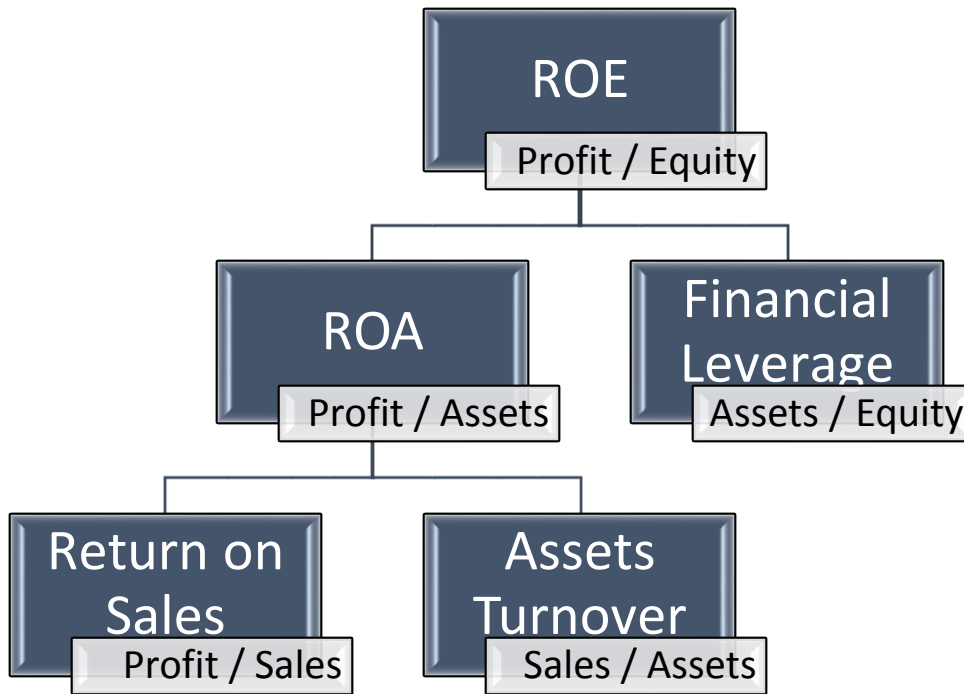 ROE
Profit / Equity
ROA
Profit / Assets
Financial
Leverage
Assets / Equity
Return on
Sales
Profit / Sales
Assets
Turnover
Sales / Assets